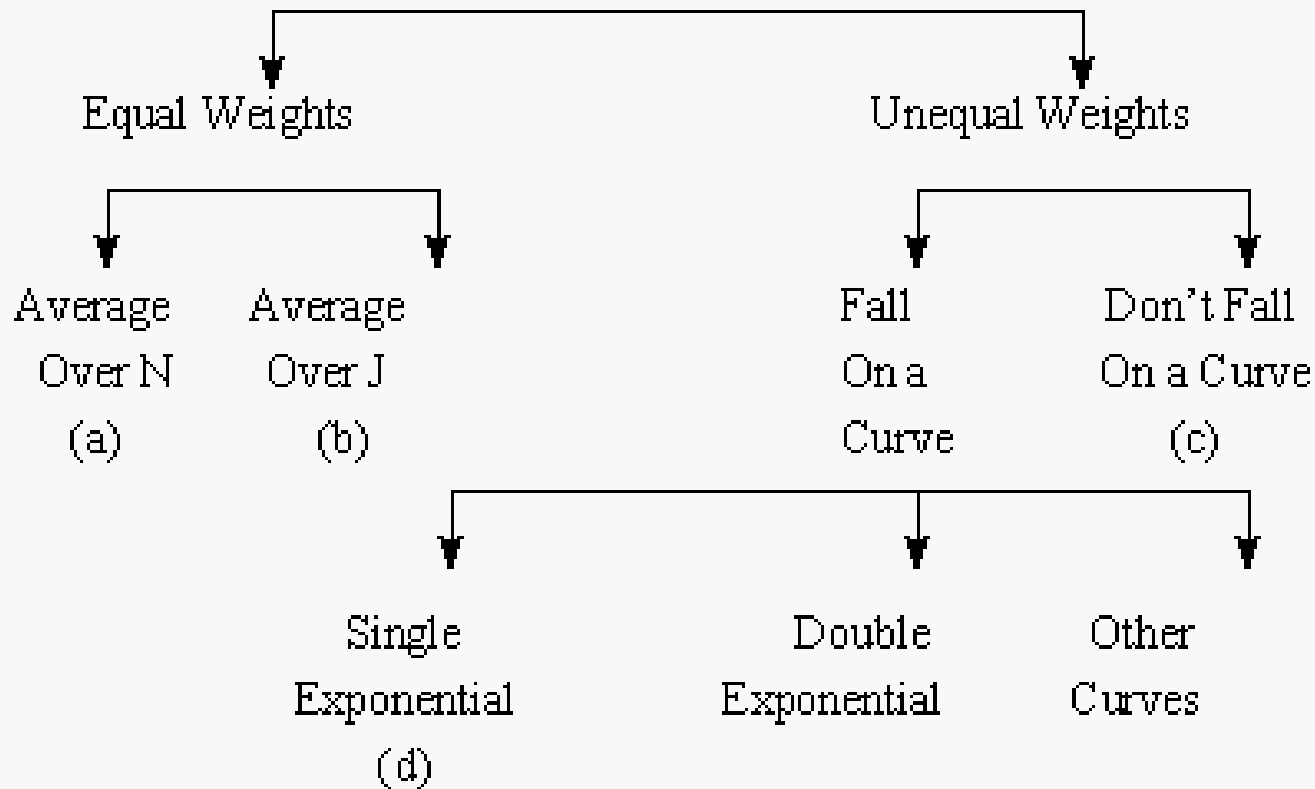 Equal Weights
Unequal Weights
Average
Over N
(a)
Average
Over J
(b)
Fall
On a
Curve
Don't Fall
On a Curve
(c)
Single
Exponential
(d)
Double
Exponential
Other
Curves